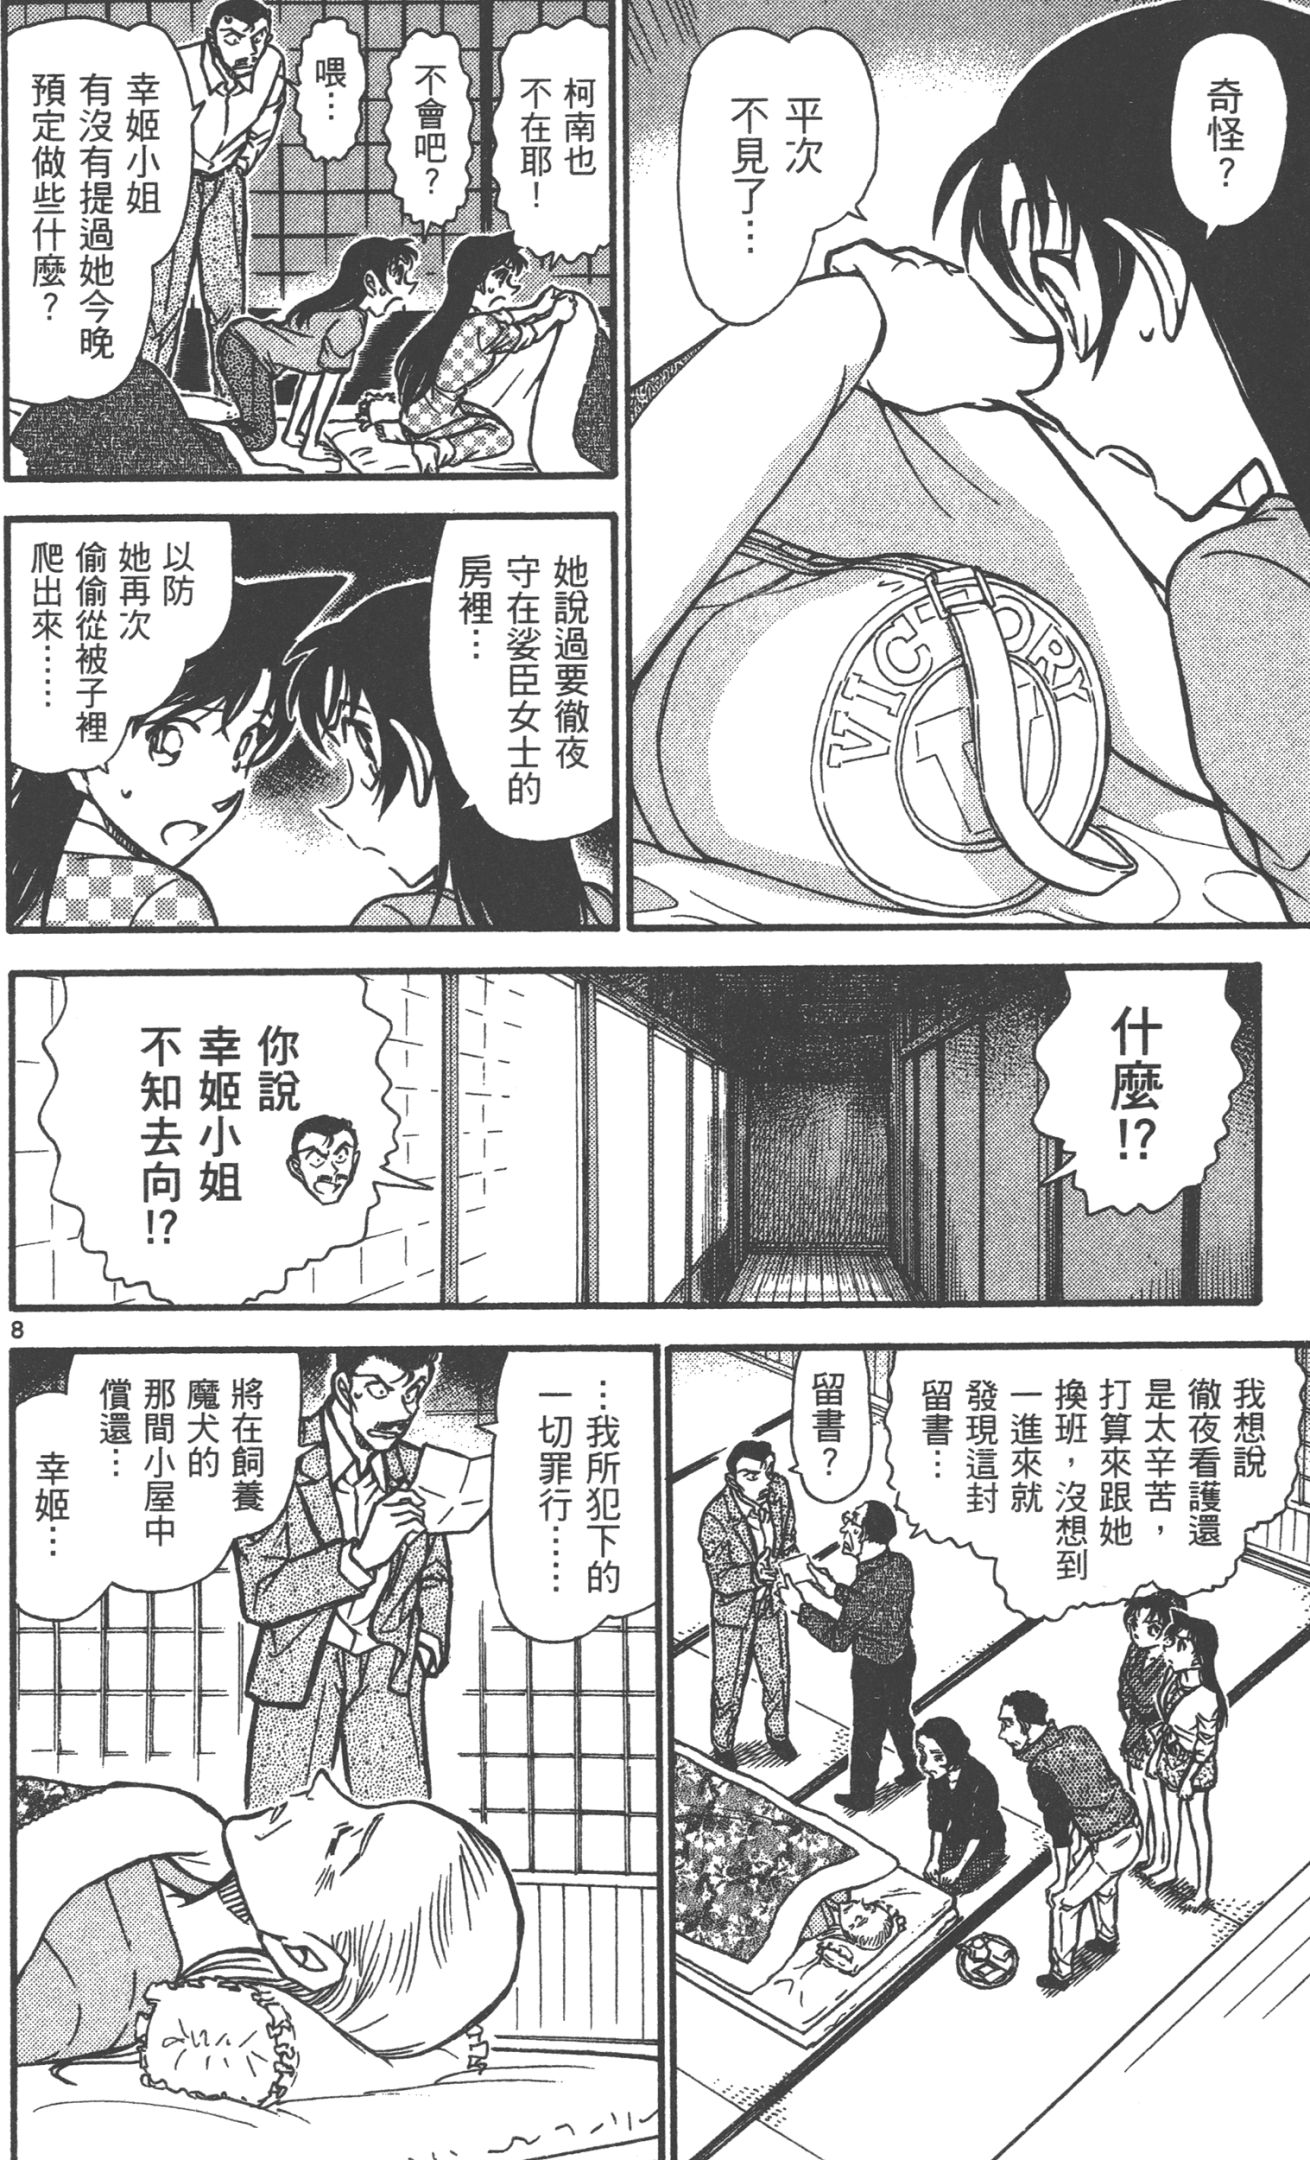 奇怪?
平次
不見了…
VICTORY
柯南也
不在耶!
不會吧?
喂…
幸姬小姐
有沒有提過她今晚
預定做些什麼?
她說過要徹夜
守在娑臣女士的
房裡…
以防
她再次
偷偷從被子裡
爬出來……
什麼!?
你說
幸姬小姐
不知去向!?
8
我想說
徹夜看護還
是太辛苦,
打算來跟她
換班,沒想到
一進來就
發現這封
留書…
留書?
…我所犯下的
一切罪行……
將在飼養
魔犬的
那間小屋中
償還…
幸姬…